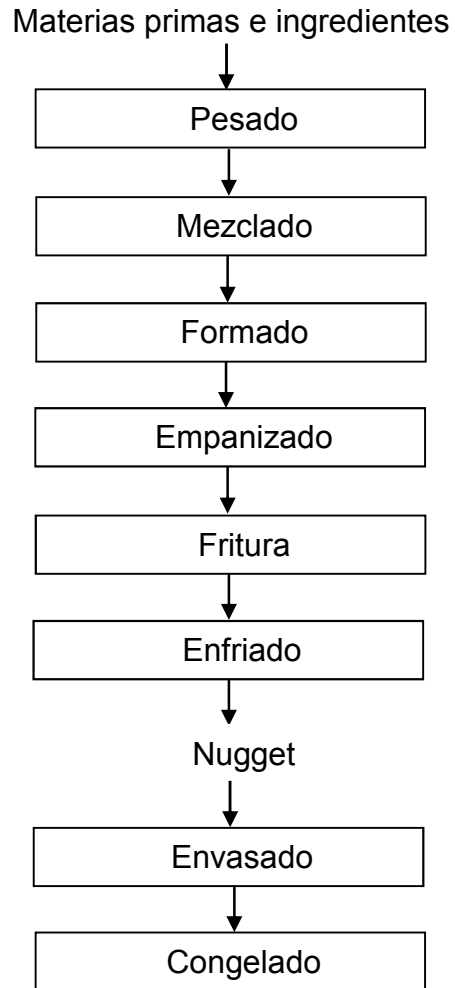 Materias primas e ingredientes
Pesado
Mezclado
Formado
Empanizado
Fritura
Enfriado
Nugget
Envasado
Congelado